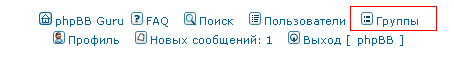 phpBB Guru FAQ Поиск Пользователи Группы
Профиль Новых сообщений: 1 Выход [ phpBB ]